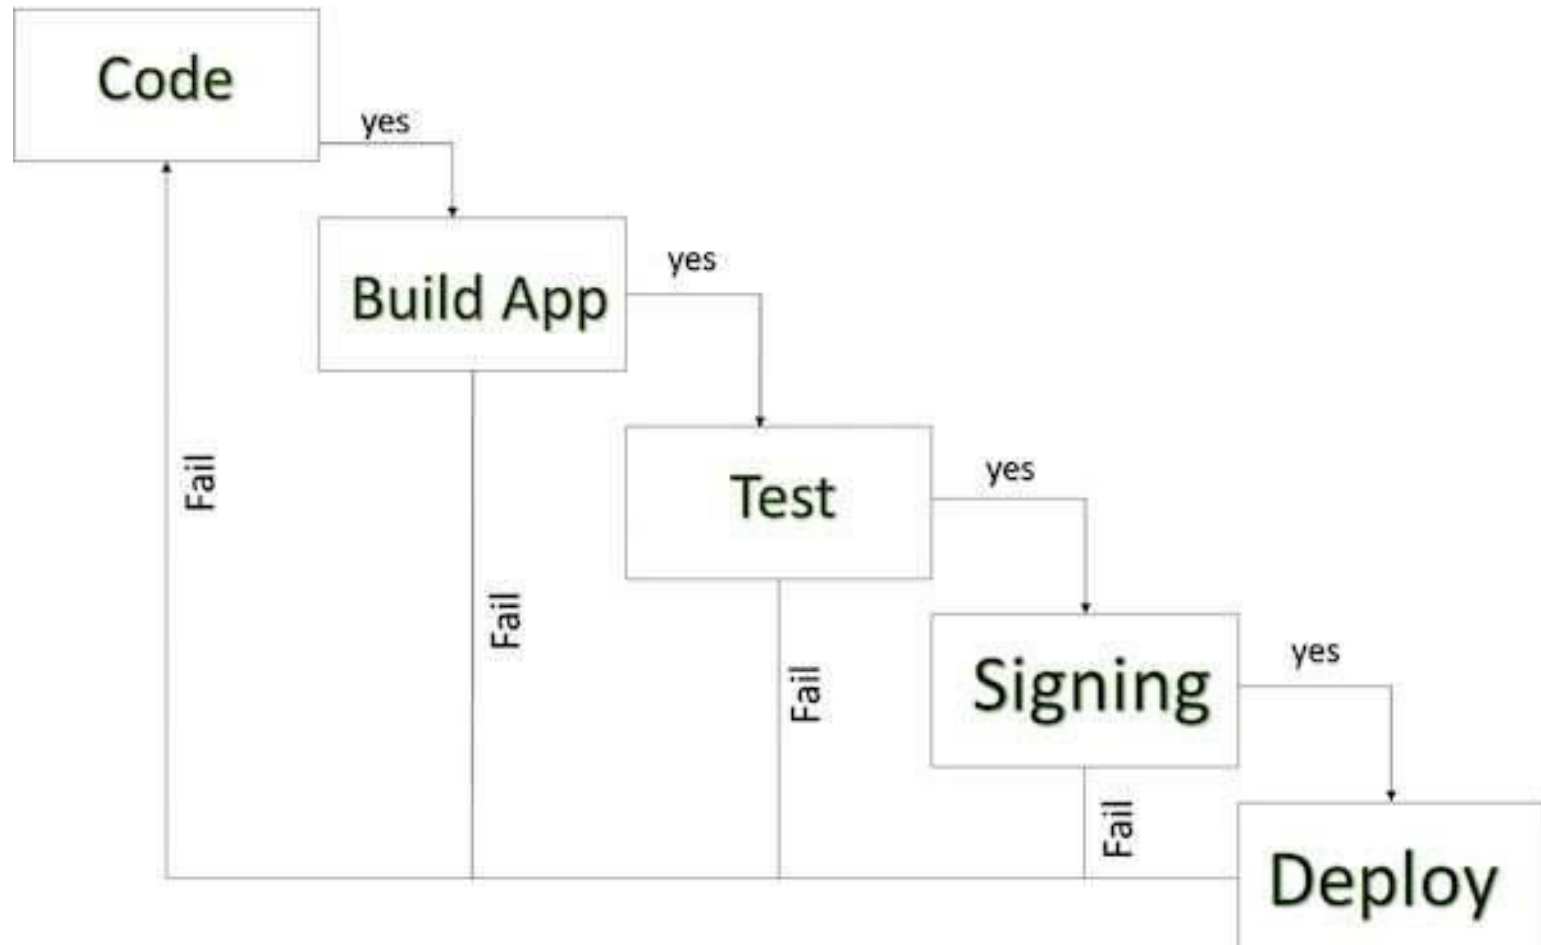 Code
yes
Build App
yes
Test
yes
Signing
yes
Deploy
Fail
Fail
Fail
Fail